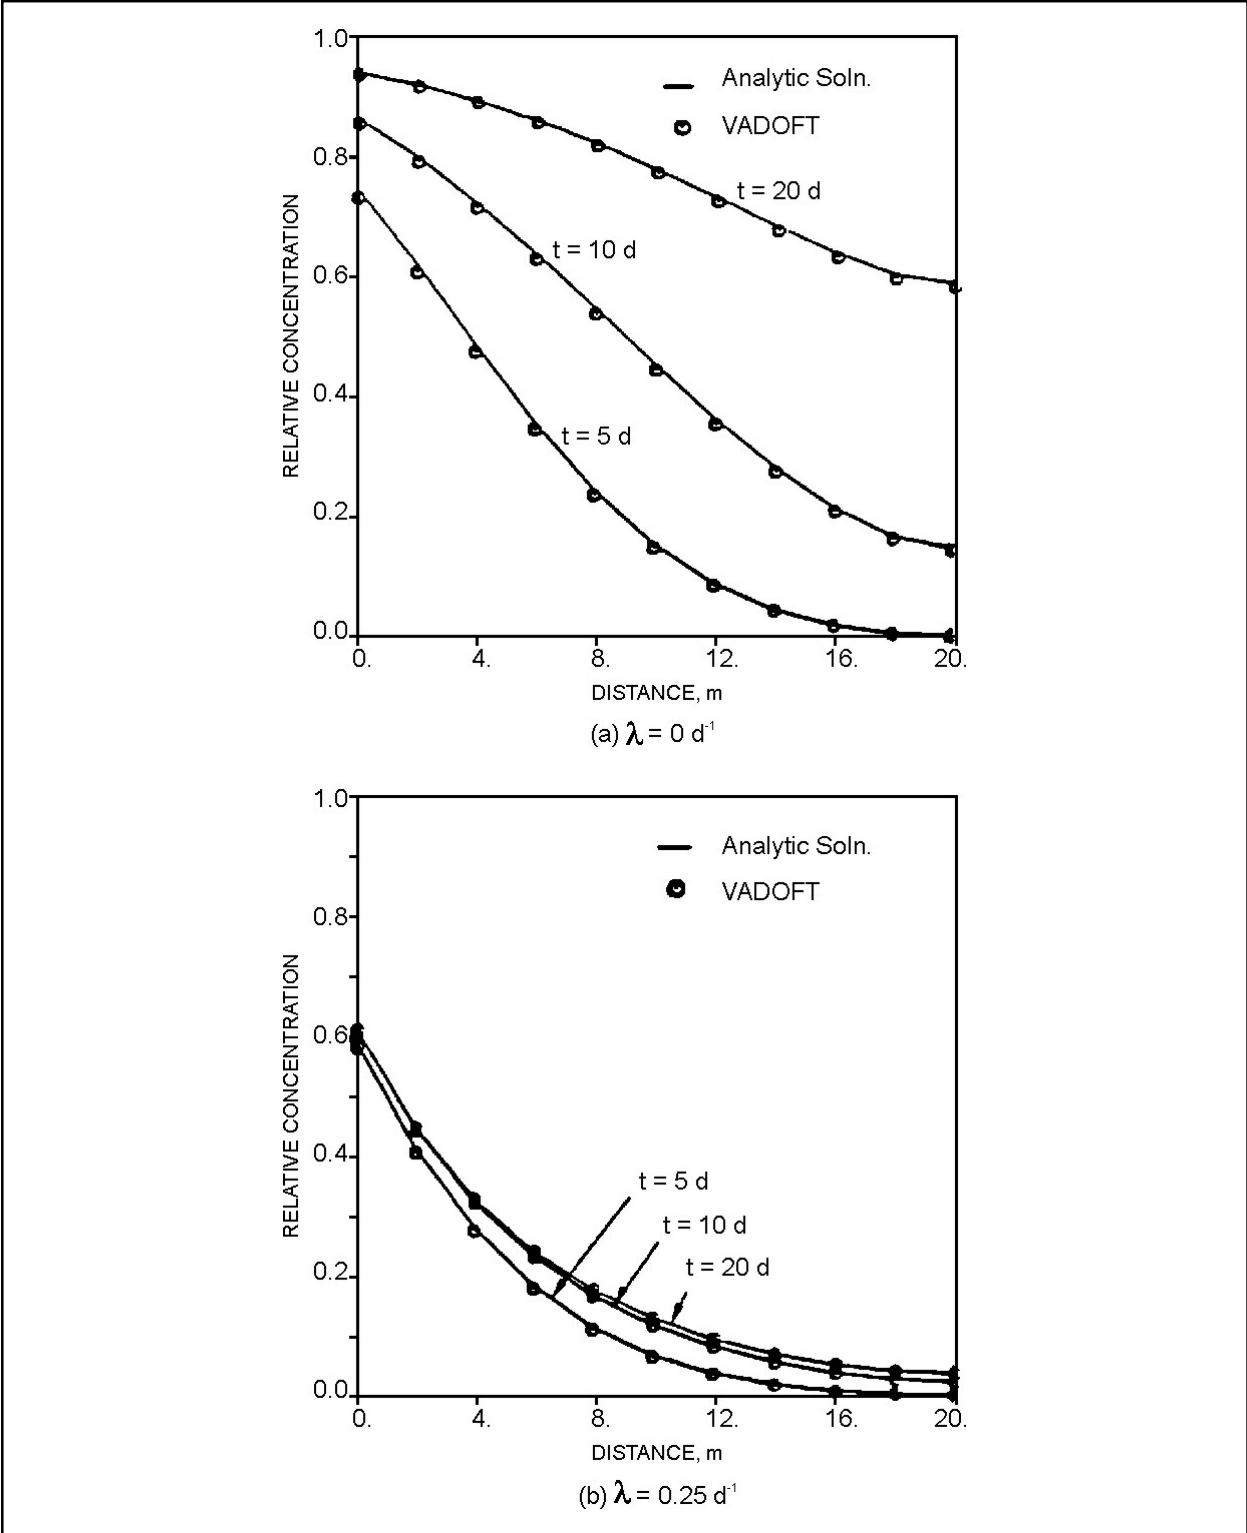 1.0
Analytic Soln.
VADOFT
0.8
t = 20 d
t = 10 d
0.6
RELATIVE CONCENTRATION
0.4
t = 5 d
0.2
0.0
0. 4. 8. 12. 16. 20.
DISTANCE, m
(a) λ = 0 d⁻¹
1.0
Analytic Soln.
VADOFT
0.8
RELATIVE CONCENTRATION
0.6
0.4
t = 5 d
t = 10 d
t = 20 d
0.2
0.0
0. 4. 8. 12. 16. 20.
DISTANCE, m
(b) λ = 0.25 d⁻¹